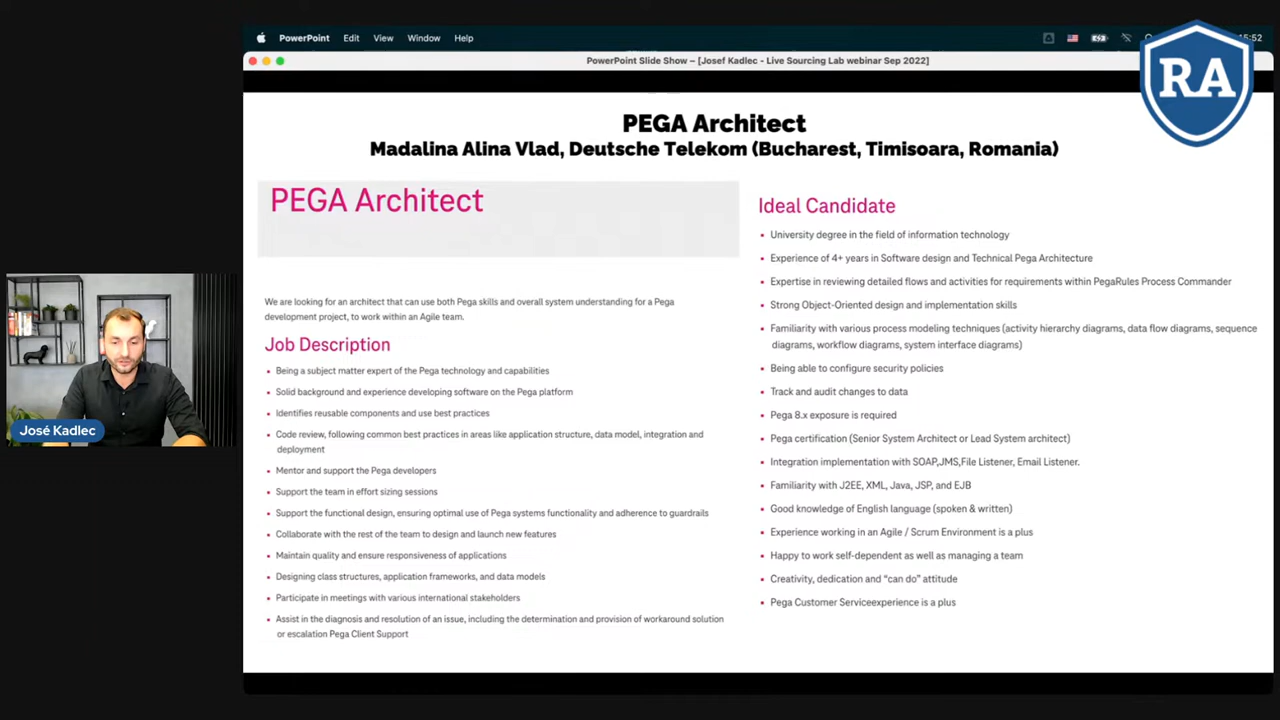 PowerPoint Edit View Window Help
15:52
PowerPoint Slide Show – [Josef Kadlec - Live Sourcing Lab webinar Sep 2022]
RA
PEGA Architect
Madalina Alina Vlad, Deutsche Telekom (Bucharest, Timisoara, Romania)
PEGA Architect
We are looking for an architect that can use both Pega skills and overall system understanding for a Pega
development project, to work within an Agile team.
Job Description
Being a subject matter expert of the Pega technology and capabilities
Solid background and experience developing software on the Pega platform
Identifies reusable components and use best practices
Code review, following common best practices in areas like application structure, data model, integration and
deployment
Mentor and support the Pega developers
Support the team in effort sizing sessions
Support the functional design, ensuring optimal use of Pega systems functionality and adherence to guardrails
Collaborate with the rest of the team to design and launch new features
Maintain quality and ensure responsiveness of applications
Designing class structures, application frameworks, and data models
Participate in meetings with various international stakeholders
Assist in the diagnosis and resolution of an issue, including the determination and provision of workaround solution
or escalation Pega Client Support
Ideal Candidate
University degree in the field of information technology
Experience of 4+ years in Software design and Technical Pega Architecture
Expertise in reviewing detailed flows and activities for requirements within PegaRules Process Commander
Strong Object-Oriented design and implementation skills
Familiarity with various process modeling techniques (activity hierarchy diagrams, data flow diagrams, sequence
diagrams, workflow diagrams, system interface diagrams)
Being able to configure security policies
Track and audit changes to data
Pega 8.x exposure is required
Pega certification (Senior System Architect or Lead System architect)
Integration implementation with SOAP,JMS,File Listener, Email Listener.
Familiarity with J2EE, XML, Java, JSP, and EJB
Good knowledge of English language (spoken & written)
Experience working in an Agile / Scrum Environment is a plus
Happy to work self-dependent as well as managing a team
Creativity, dedication and “can do” attitude
Pega Customer Serviceexperience is a plus
José Kadlec